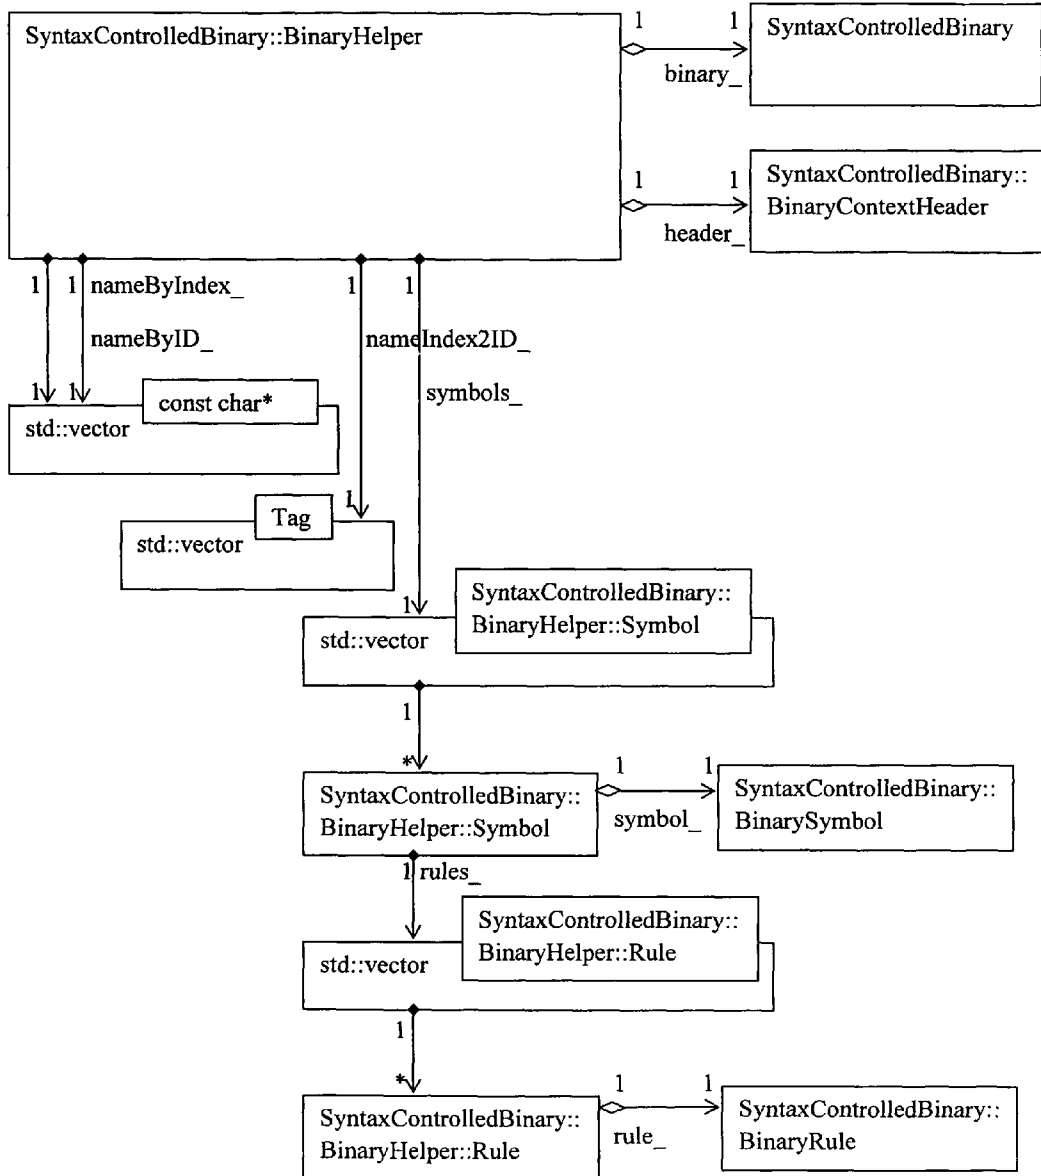 SyntaxControlledBinary::BinaryHelper
1 1
binary_
SyntaxControlledBinary
1 1
header_
SyntaxControlledBinary::
BinaryContextHeader
1 1 nameByIndex_
nameByID_
1 1
1 1
nameIndex2ID_
symbols_
const char*
std::vector
1
Tag
std::vector
1
SyntaxControlledBinary::
BinaryHelper::Symbol
std::vector
1
*
SyntaxControlledBinary::
BinaryHelper::Symbol
1 1
symbol_
SyntaxControlledBinary::
BinarySymbol
1 rules_
SyntaxControlledBinary::
BinaryHelper::Rule
std::vector
1
*
SyntaxControlledBinary::
BinaryHelper::Rule
1 1
rule_
SyntaxControlledBinary::
BinaryRule